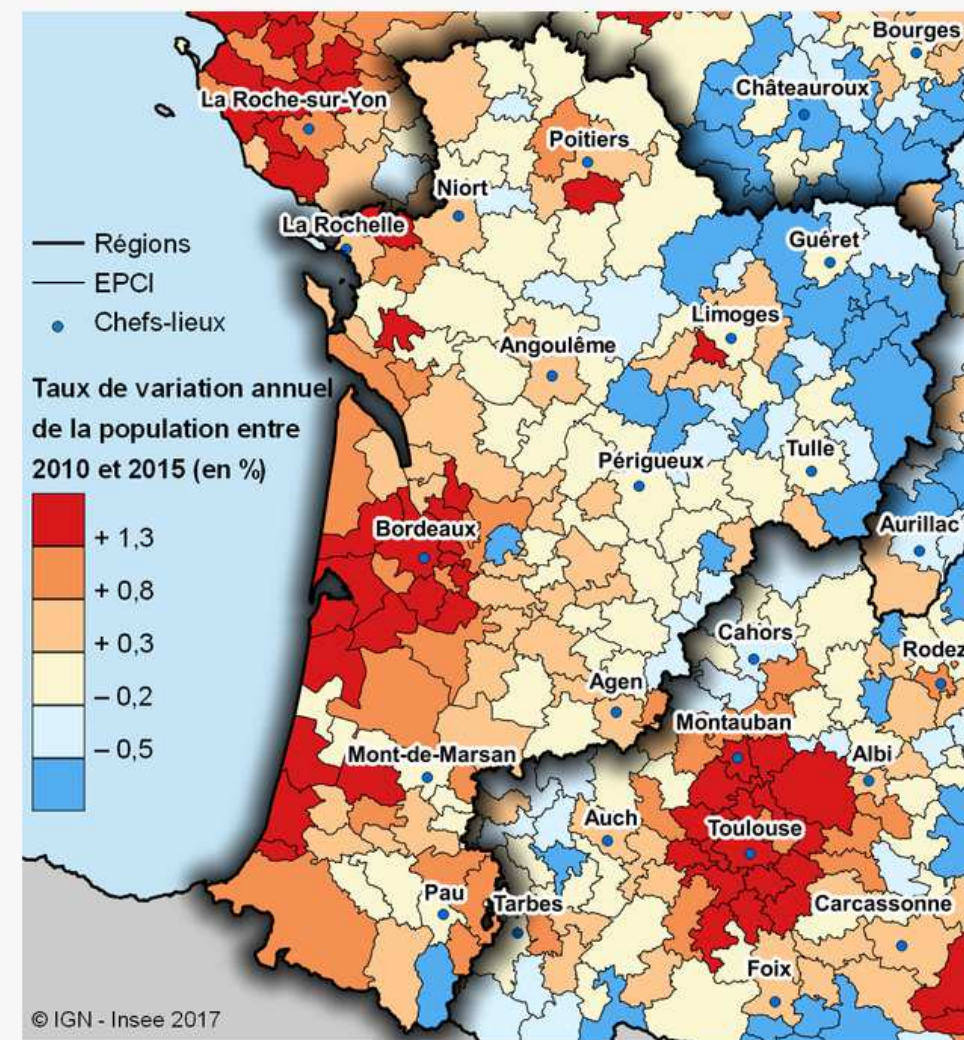 Bourges
Châteauroux
La Roche-sur-Yon
Poitiers
Niort
La Rochelle
Guéret
Régions
EPCI
Chefs-lieux
Limoges
Angoulême
Taux de variation annuel
de la population entre
2010 et 2015 (en %)
+ 1,3
+ 0,8
+ 0,3
– 0,2
– 0,5
Tulle
Périgueux
Bordeaux
Aurillac
Cahors
Rodez
Agen
Montauban
Mont-de-Marsan
Albi
Auch
Toulouse
Pau
Tarbes
Carcassonne
Foix
© IGN - Insee 2017